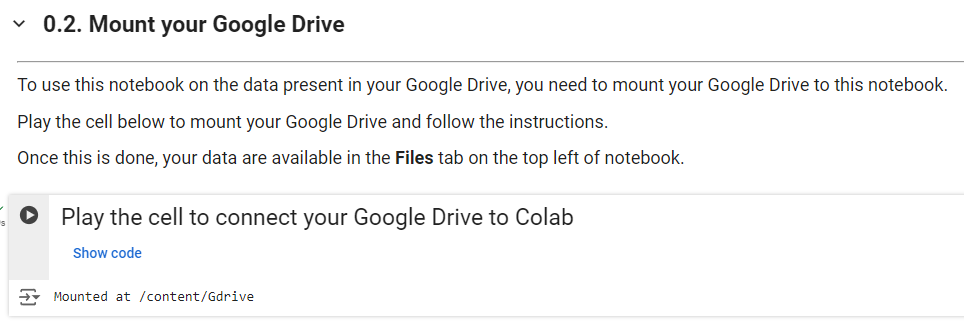 0.2. Mount your Google Drive
To use this notebook on the data present in your Google Drive, you need to mount your Google Drive to this notebook.
Play the cell below to mount your Google Drive and follow the instructions.
Once this is done, your data are available in the Files tab on the top left of notebook.
Play the cell to connect your Google Drive to Colab
Show code
Mounted at /content/Gdrive